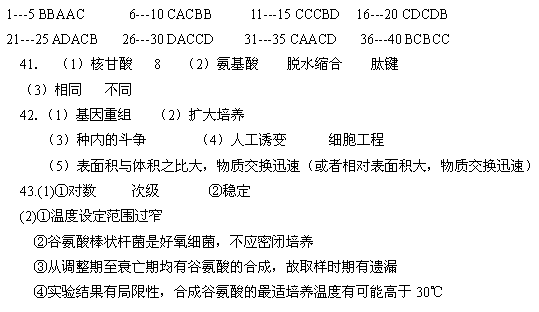 1---5 BBAAC 6---10 CACBB 11---15 CCCBD 16---20 CDCDB
21---25 ADACB 26---30 DACCD 31---35 CAACD 36---40 BCBCC
41. （1）核甘酸 8 （2）氨基酸 脱水缩合 肽键
（3）相同 不同
42.（1）基因重组 （2）扩大培养
（3）种内的斗争 （4）人工诱变 细胞工程
（5）表面积与体积之比大，物质交换迅速（或者相对表面积大，物质交换迅速）
43.(1)①对数 次级 ②稳定
(2)①温度设定范围过窄
②谷氨酸棒状杆菌是好氧细菌，不应密闭培养
③从调整期至衰亡期均有谷氨酸的合成，故取样时期有遗漏
④实验结果有局限性，合成谷氨酸的最适培养温度有可能高于 30℃